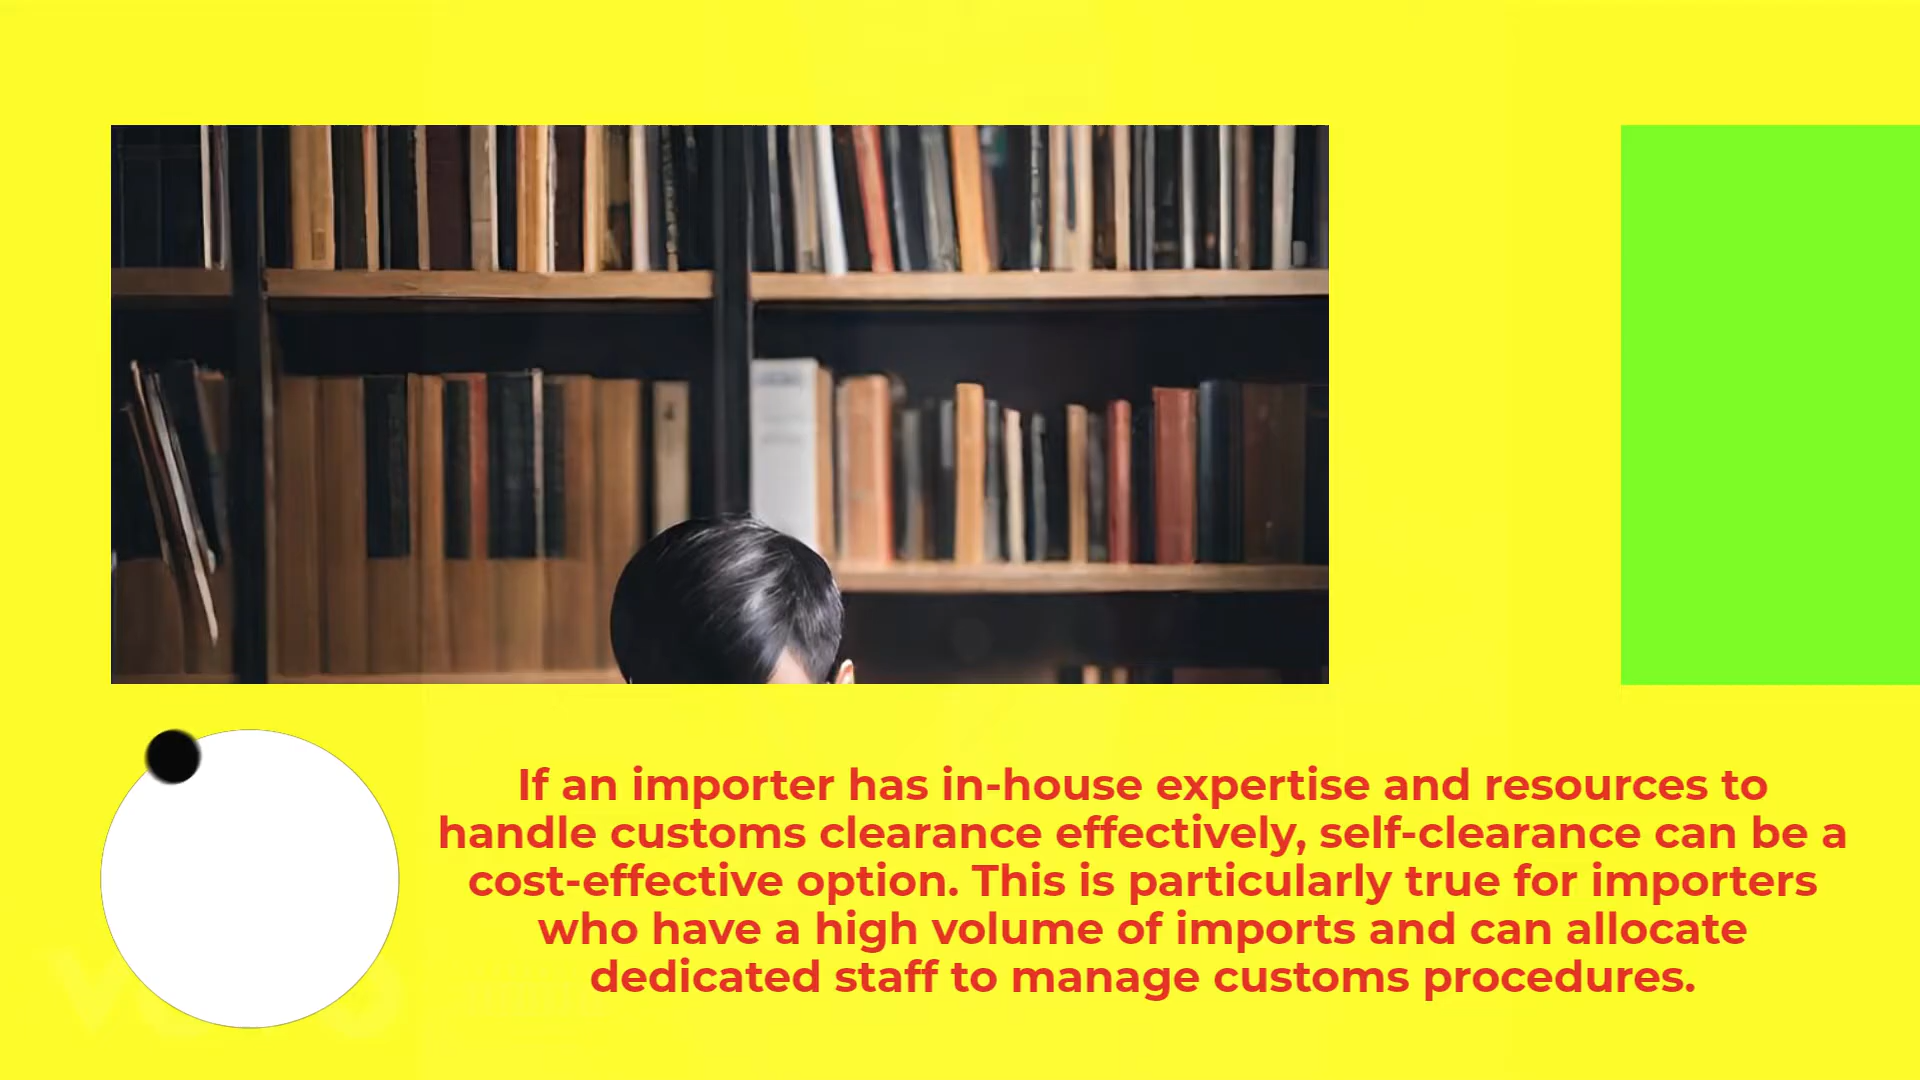 If an importer has in-house expertise and resources to
handle customs clearance effectively, self-clearance can be a
cost-effective option. This is particularly true for importers
who have a high volume of imports and can allocate
dedicated staff to manage customs procedures.